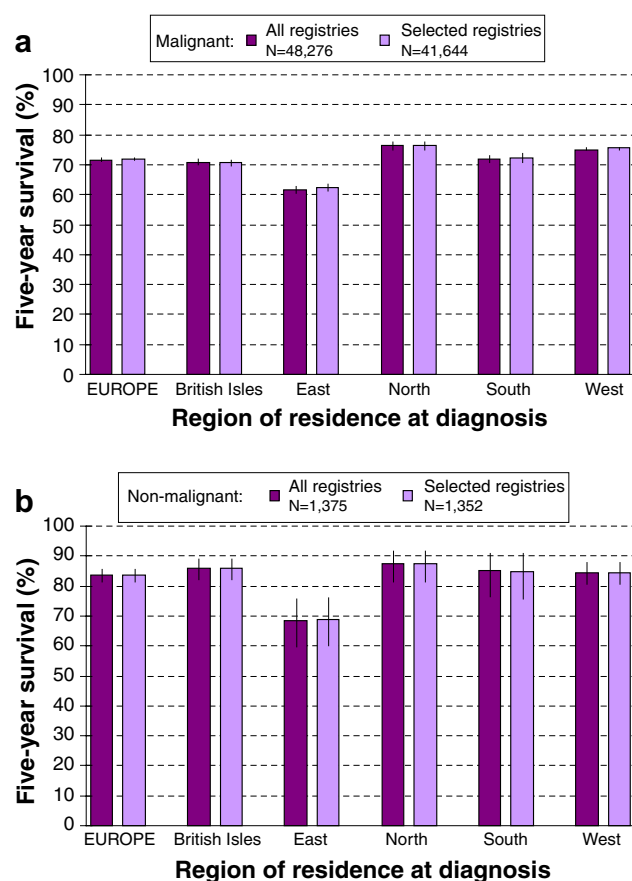 a
Malignant: All registries Selected registries
N=48,276 N=41,644
Five-year survival (%)
100
90
80
70
60
50
40
30
20
10
0
EUROPE British Isles East North South West
Region of residence at diagnosis
b
Non-malignant: All registries Selected registries
N=1,375 N=1,352
Five-year survival (%)
100
90
80
70
60
50
40
30
20
10
0
EUROPE British Isles East North South West
Region of residence at diagnosis